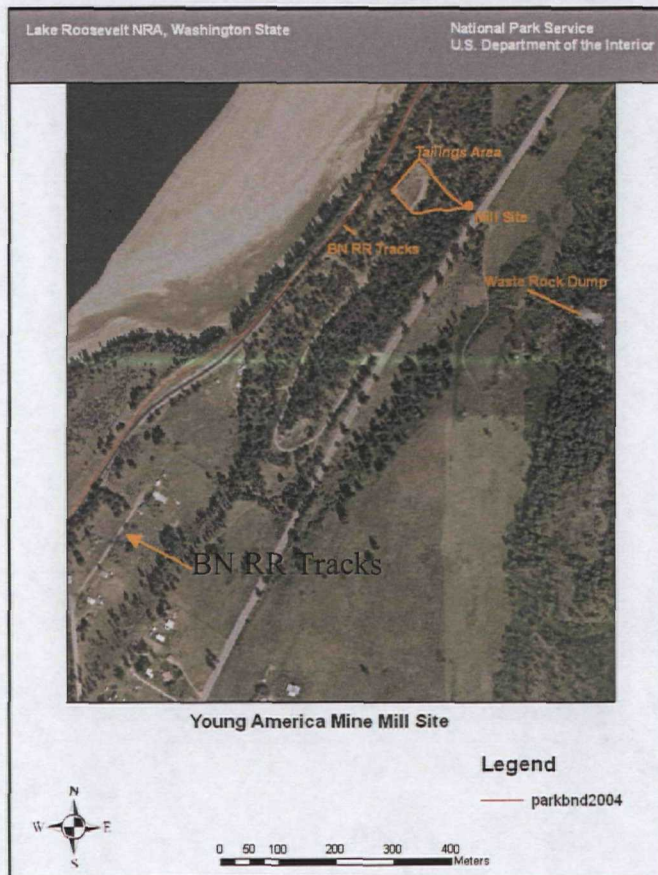 Lake Roosevelt NRA, Washington State
National Park Service
U.S. Department of the Interior
Tailings Area
Mill Site
BN RR Tracks
Waste Rock Dump
BN RR Tracks
Young America Mine Mill Site
Legend
parkbnd2004
N
W E
S
0 50 100 200 300 400
Meters